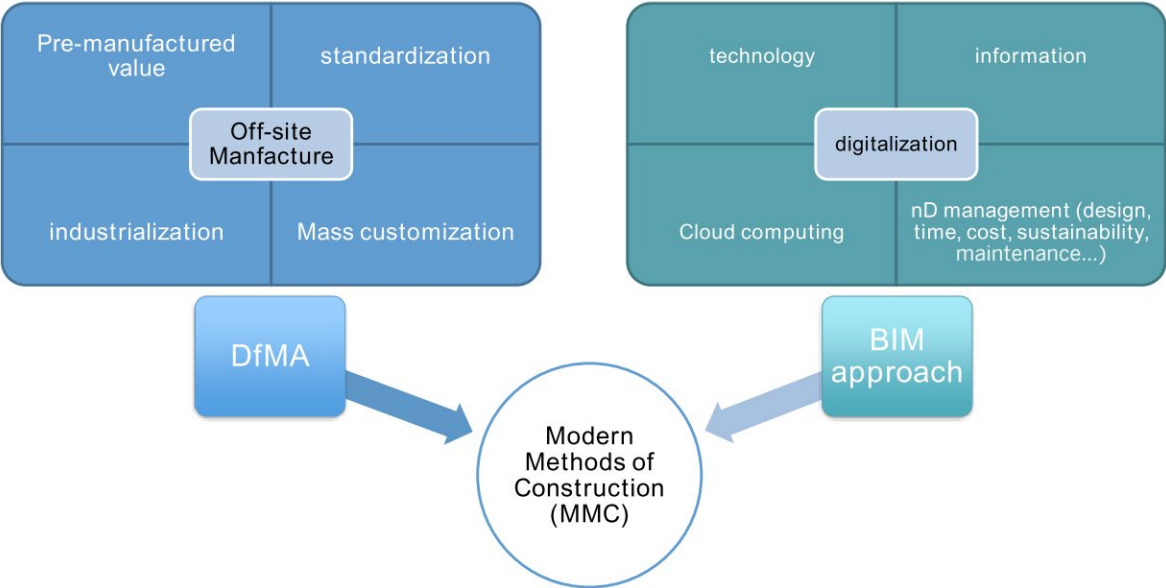 Pre-manufactured
value
standardization
Off-site
Manfacture
industrialization
Mass customization
technology
information
digitalization
Cloud computing
nD management (design,
time, cost, sustainability,
maintenance...)
DfMA
BIM
approach
Modern
Methods of
Construction
(MMC)